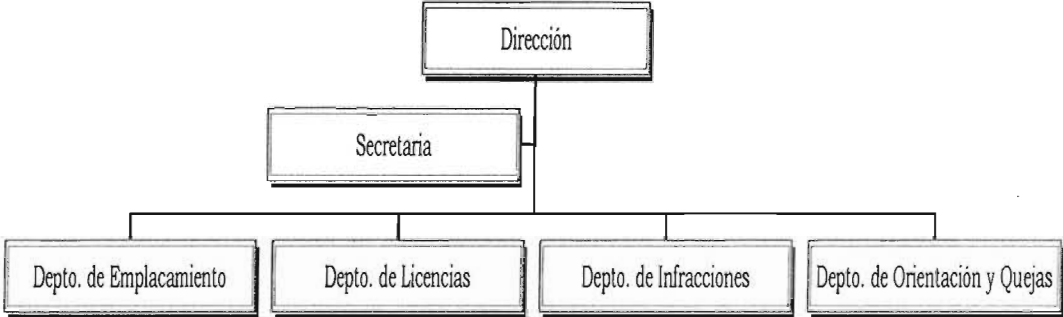 Dirección
Secretaria
Depto. de Emplacamiento
Depto. de Licencias
Depto. de Infracciones
Depto. de Orientación y Quejas